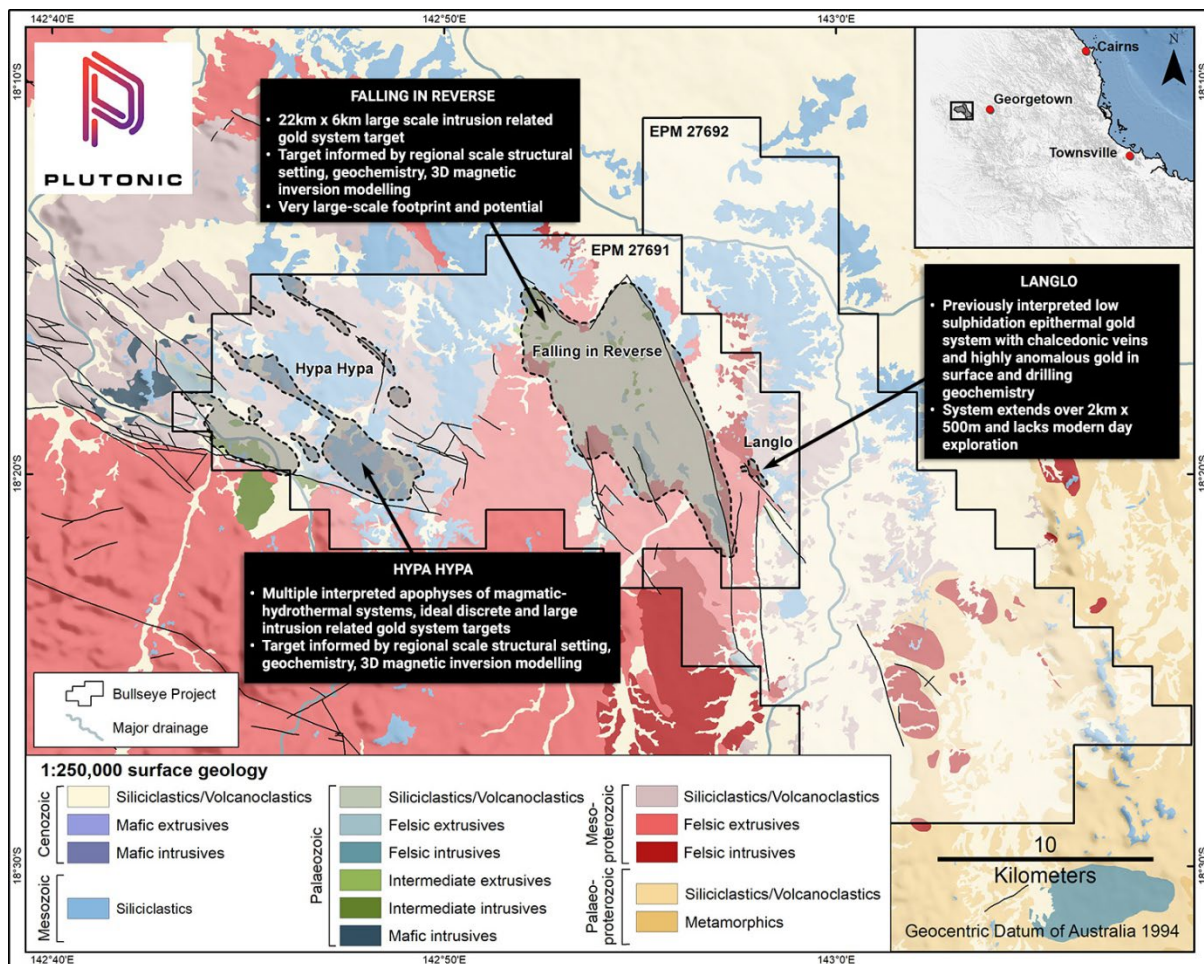 142°40'E
142°50'E
143°0'E
18°10'S
18°10'S
PLUTONIC
FALLING IN REVERSE
• 22km x 6km large scale intrusion related
gold system target
• Target informed by regional scale structural
setting, geochemistry, 3D magnetic
inversion modelling
• Very large-scale footprint and potential
EPM 27692
EPM 27691
N
Cairns
Georgetown
Townsville
LANGLO
• Previously interpreted low
sulphidation epithermal gold
system with chalcedonic veins
and highly anomalous gold in
surface and drilling
geochemistry
• System extends over 2km x
500m and lacks modern day
exploration
Hypa Hypa
Falling in Reverse
Langlo
18°20'S
18°20'S
HYPA HYPA
• Multiple interpreted apophyses of magmatic-
hydrothermal systems, ideal discrete and large
intrusion related gold system targets
• Target informed by regional scale structural setting,
geochemistry, 3D magnetic inversion modelling
Bullseye Project
Major drainage
1:250,000 surface geology
Cenozoic
Siliciclastics/Volcanoclastics
Mafic extrusives
Mafic intrusives
Mesozoic
Siliciclastics
Palaeozoic
Siliciclastics/Volcanoclastics
Felsic extrusives
Felsic intrusives
Intermediate extrusives
Intermediate intrusives
Mafic intrusives
Meso-
proterozoic
Siliciclastics/Volcanoclastics
Felsic extrusives
Felsic intrusives
Palaeo-
proterozoic
Siliciclastics/Volcanoclastics
Metamorphics
10
Kilometers
Geocentric Datum of Australia 1994
18°30'S
18°30'S
142°40'E
142°50'E
143°0'E